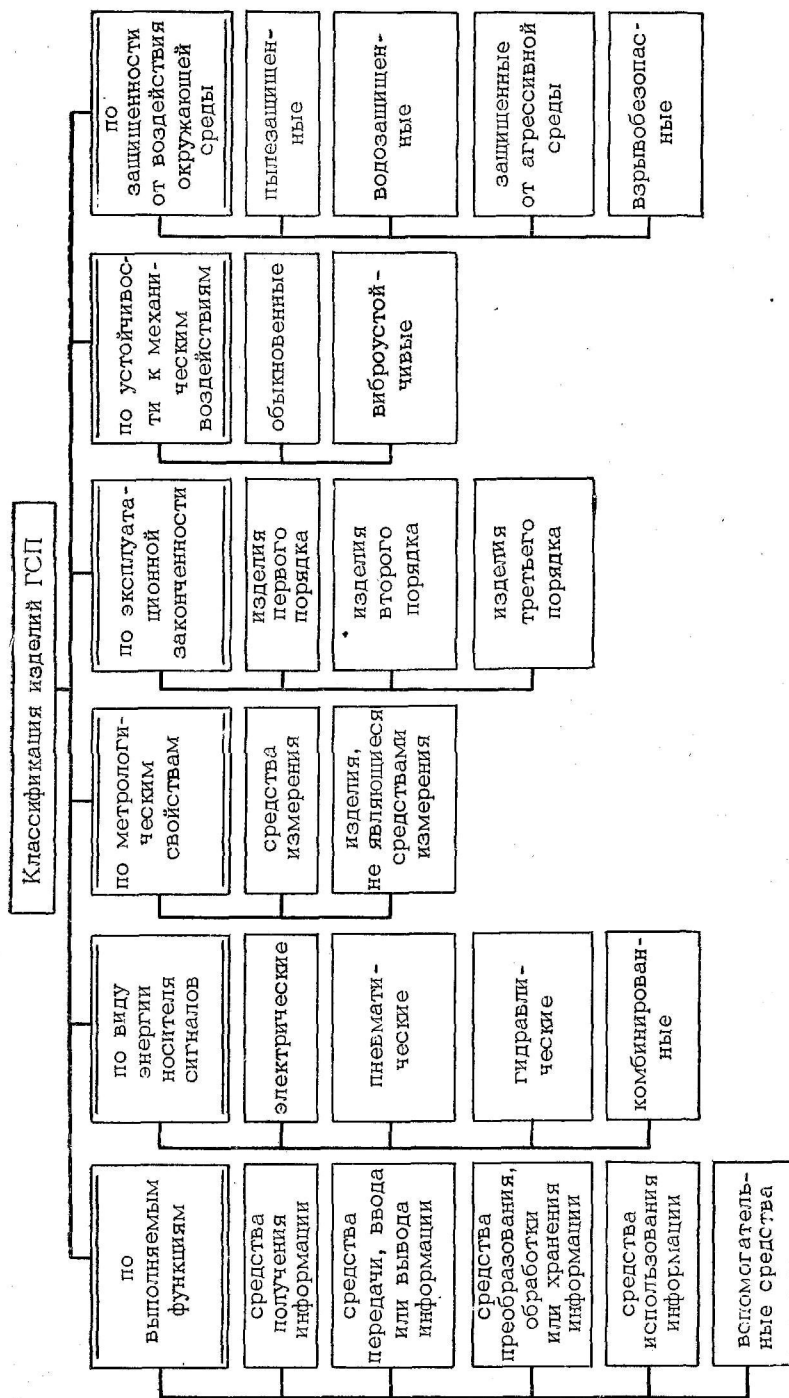 Классификация изделий ГСП
по
выполняемым
функциям
средства
получения
информации
средства
передачи, ввода
или вывода
информации
средства
преобразования,
обработки
или хранения
информации
средства
использования
информации
вспомогатель-
ные средства
по виду
энергии
носителя
сигналов
электрические
пневмати-
ческие
гидравли-
ческие
комбинирован-
ные
по метрологи-
ческим
свойствам
средства
измерения
изделия,
не являющиеся
средствами
измерения
по эксплуата-
ционной
законченности
изделия
первого
порядка
изделия
второго
порядка
изделия
третьего
порядка
по устойчивос-
ти к механи-
ческим
воздействиям
обыкновенные
виброустой-
чивые
по
защищенности
от воздействия
окружающей
среды
пылезащищен-
ные
водозащищен-
ные
защищенные
от агрессивной
среды
взрывобезопас-
ные